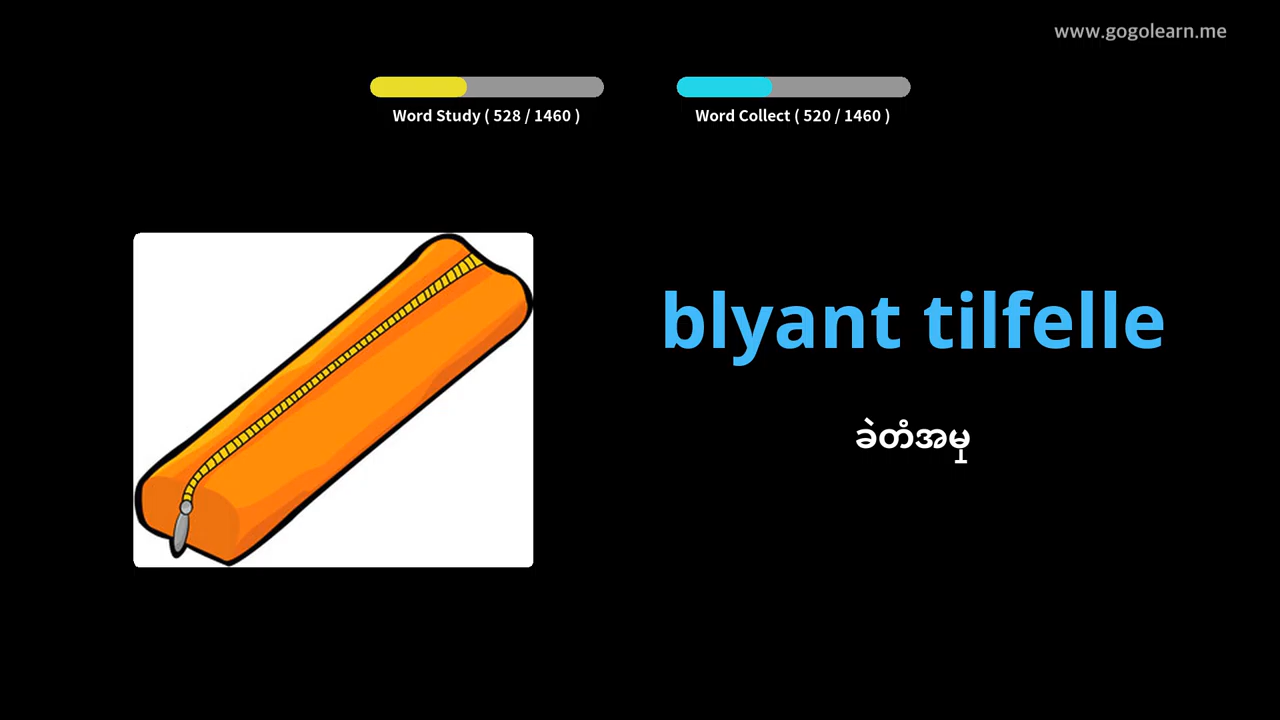 www.gogolearn.me
Word Study ( 528 / 1460 )
Word Collect ( 520 / 1460 )
blyant tilfelle
ခဲတံအမှု